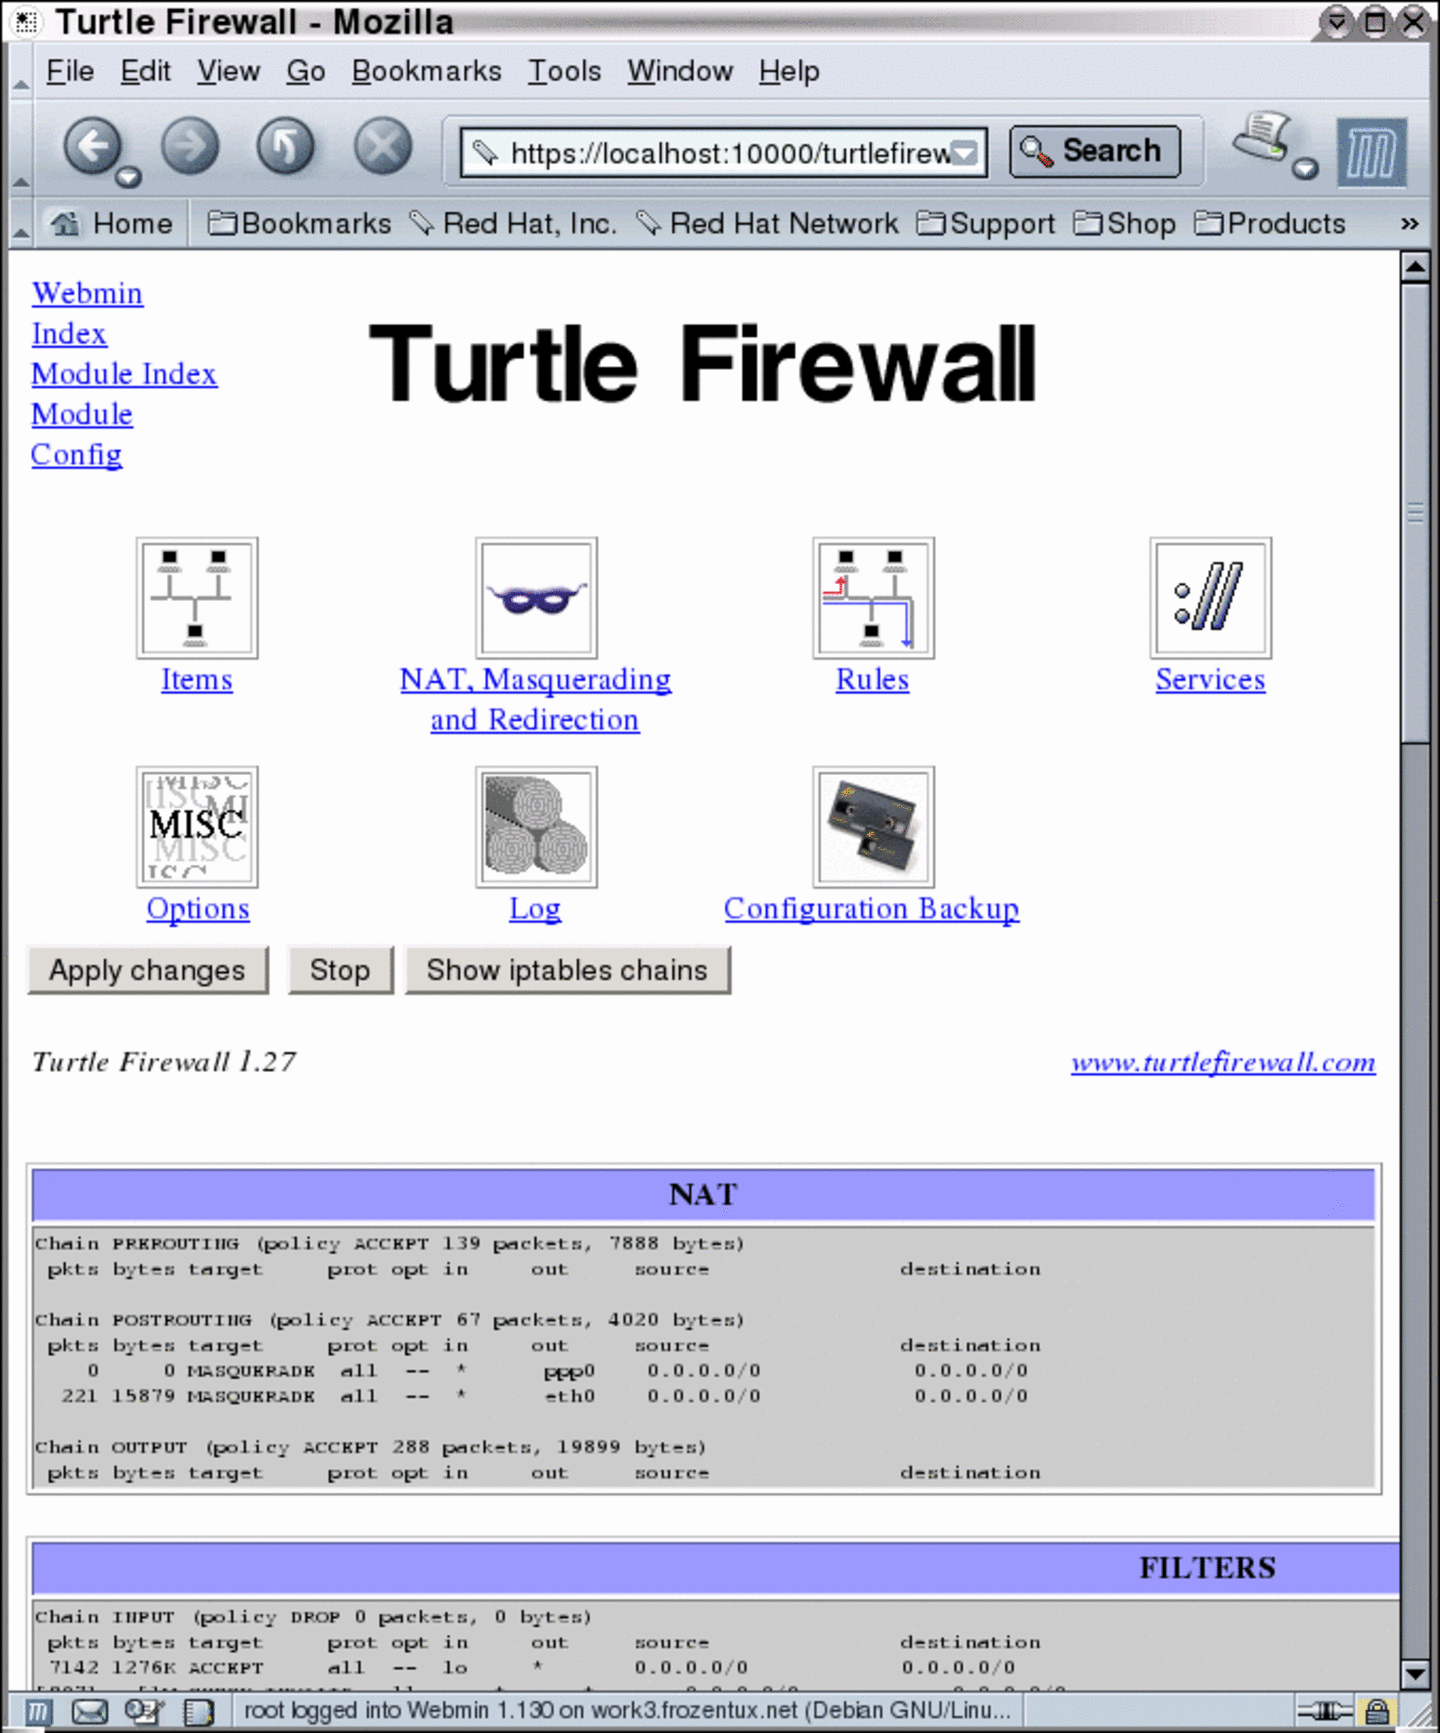 Turtle Firewall - Mozilla
File Edit View Go Bookmarks Tools Window Help
https://localhost:10000/turtlefirew Search
Home Bookmarks Red Hat, Inc. Red Hat Network Support Shop Products »
Webmin
Index
Module Index
Module
Config
Turtle Firewall
Items
NAT, Masquerading
and Redirection
Rules
Services
MISC
Options
Log
Configuration Backup
Apply changes Stop Show iptables chains
Turtle Firewall 1.27 www.turtlefirewall.com
NAT
Chain PREROUTING (policy ACCEPT 139 packets, 7888 bytes)
pkts bytes target prot opt in out source destination
Chain POSTROUTING (policy ACCEPT 67 packets, 4020 bytes)
pkts bytes target prot opt in out source destination
0 0 MASQUERADE all -- * ppp0 0.0.0.0/0 0.0.0.0/0
221 15879 MASQUERADE all -- * eth0 0.0.0.0/0 0.0.0.0/0
Chain OUTPUT (policy ACCEPT 288 packets, 19899 bytes)
pkts bytes target prot opt in out source destination
FILTERS
Chain INPUT (policy DROP 0 packets, 0 bytes)
pkts bytes target prot opt in out source destination
7142 1276K ACCEPT all -- lo * 0.0.0.0/0 0.0.0.0/0
root logged into Webmin 1.130 on work3.frozentux.net (Debian GNU/Linu...